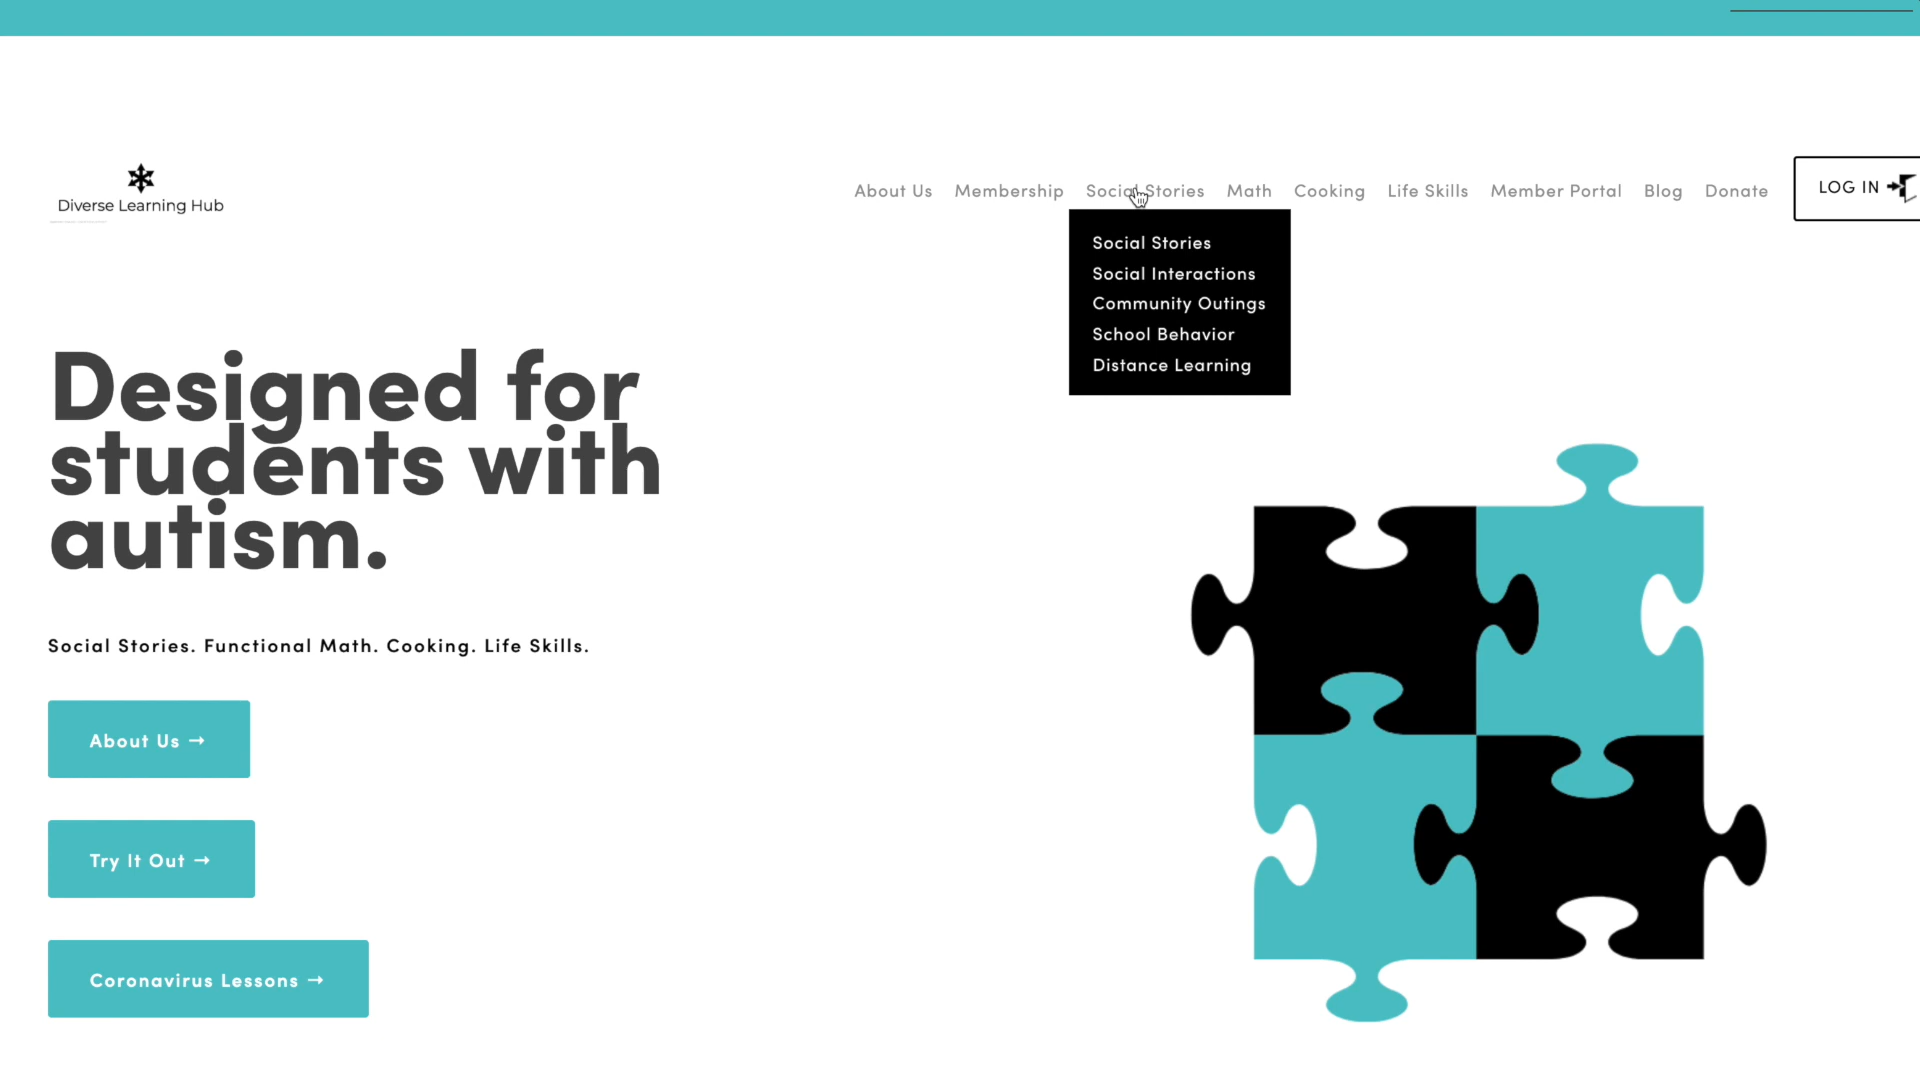 Diverse Learning Hub
About Us Membership Social Stories Math Cooking Life Skills Member Portal Blog Donate LOG IN
Social Stories
Social Interactions
Community Outings
School Behavior
Distance Learning
Designed for
students with
autism.
Social Stories. Functional Math. Cooking. Life Skills.
About Us →
Try It Out →
Coronavirus Lessons →